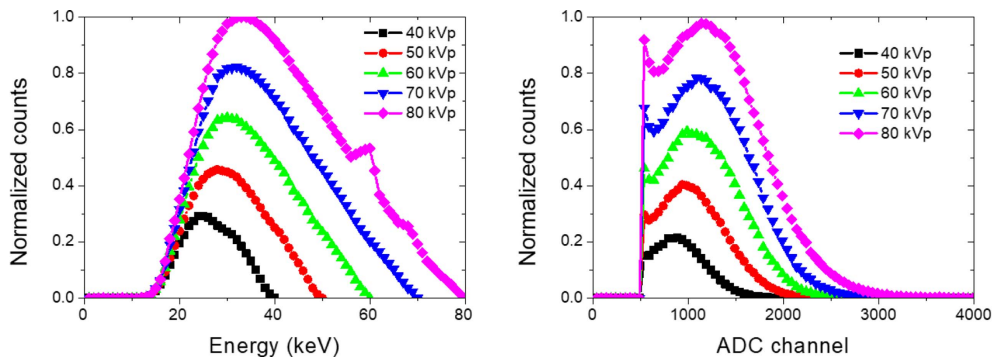 Normalized counts
1.0
0.8
0.6
0.4
0.2
0.0
40 kVp
50 kVp
60 kVp
70 kVp
80 kVp
0 20 40 60 80
Energy (keV)
Normalized counts
1.0
0.8
0.6
0.4
0.2
0.0
40 kVp
50 kVp
60 kVp
70 kVp
80 kVp
0 1000 2000 3000 4000
ADC channel